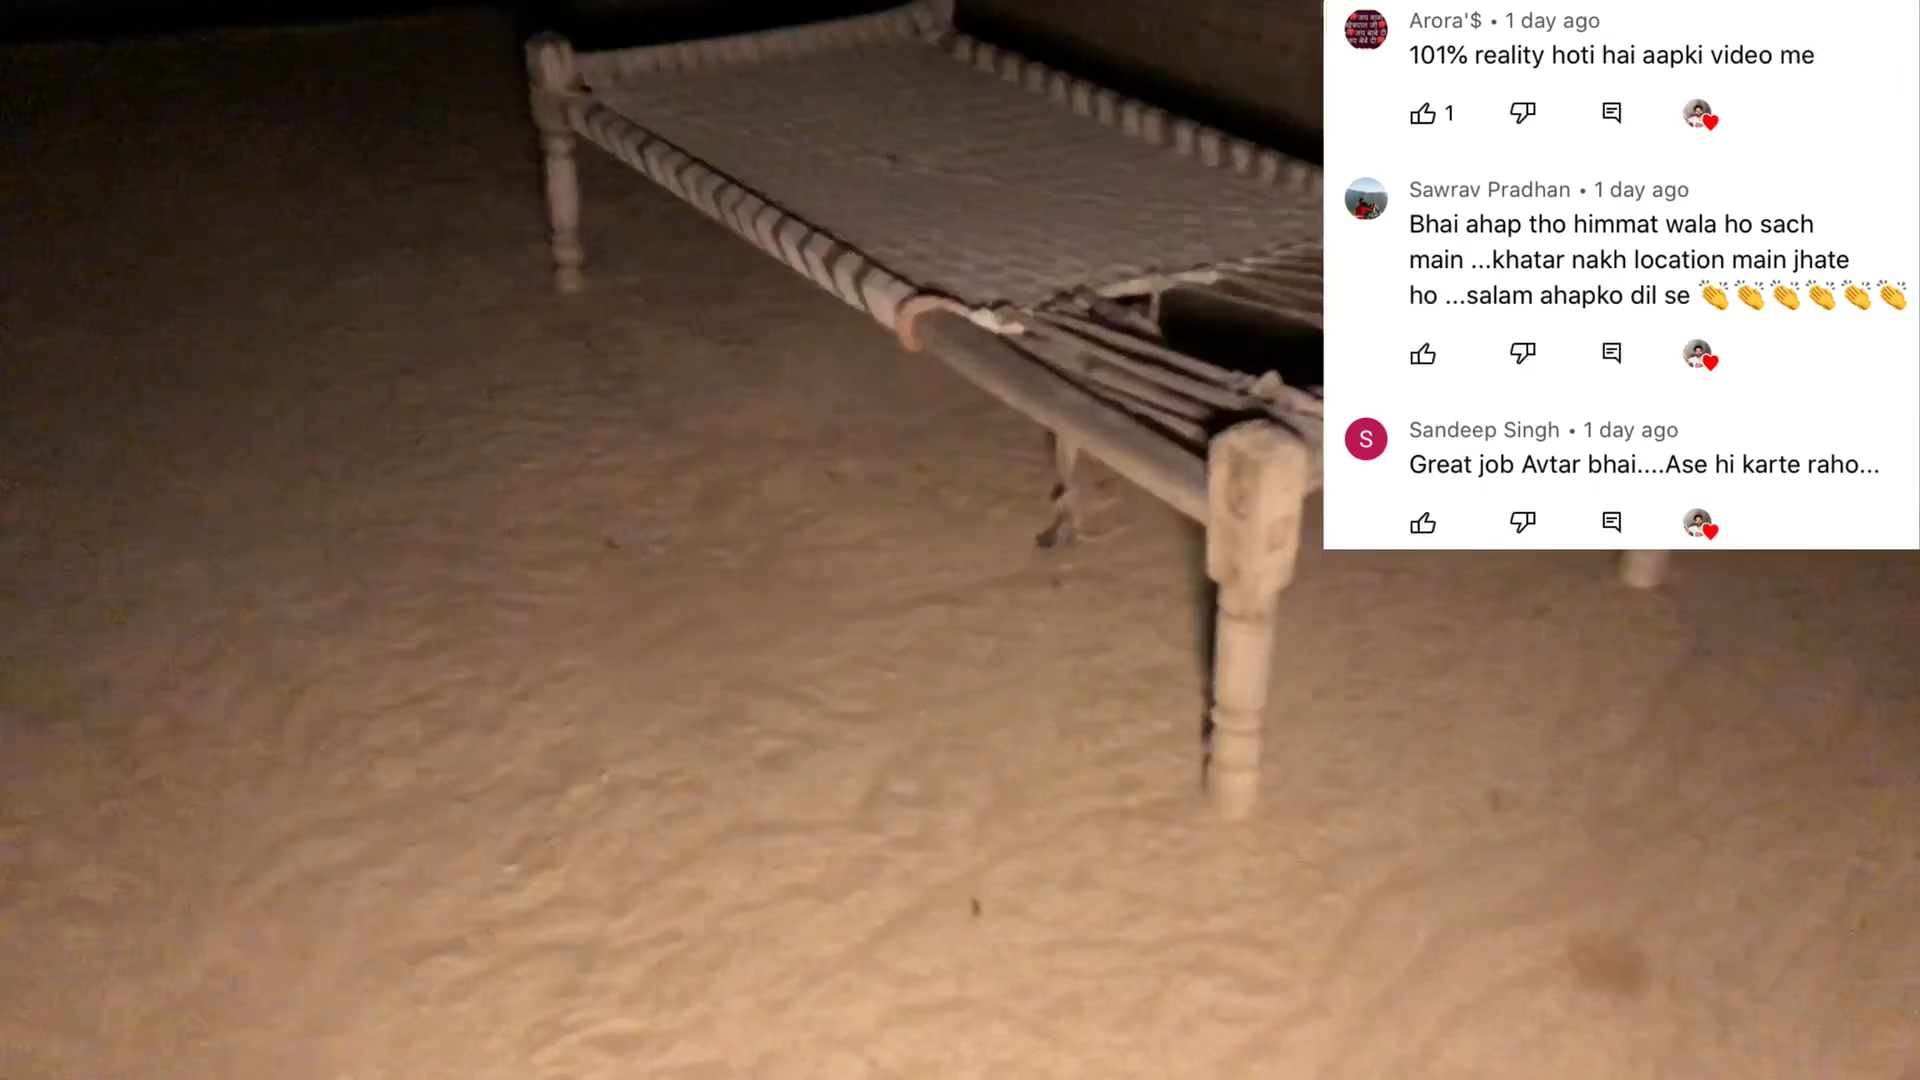 Arora'$ • 1 day ago
101% reality hoti hai aapki video me
1
Sawrav Pradhan • 1 day ago
Bhai ahap tho himmat wala ho sach
main ...khatar nakh location main jhate
ho ...salam ahapko dil se 👏👏👏👏👏👏
S
Sandeep Singh • 1 day ago
Great job Avtar bhai....Ase hi karte raho...